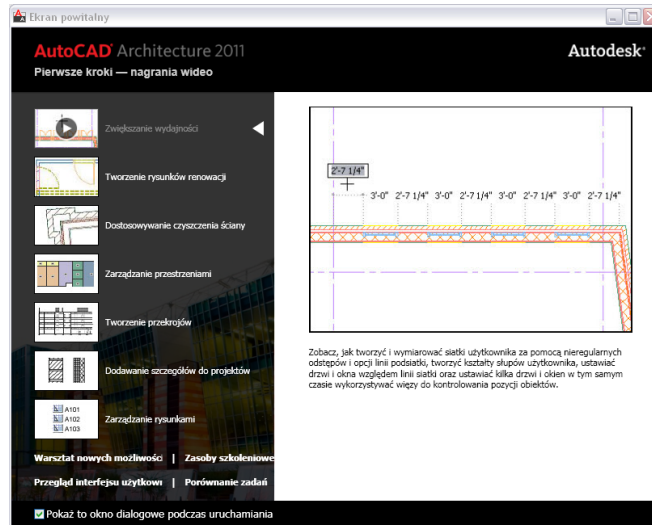 Ekran powitalny
AutoCAD Architecture 2011
Autodesk
Pierwsze kroki — nagrania wideo
Zwiększanie wydajności
Tworzenie rysunków renowacji
Dostosowywanie czyszczenia ściany
Zarządzanie przestrzeniami
Tworzenie przekrojów
Dodawanie szczegółów do projektów
A101
A102
A103
Zarządzanie rysunkami
Warsztat nowych możliwości | Zasoby szkoleniowe
Przegląd interfejsu użytkowı | Porównanie zadań
2'-7 1/4"
3'-0" 2'-7 1/4" 3'-0" 2'-7 1/4" 3'-0" 2'-7 1/4" 3'-0" 2'-7 1/4"
Zobacz, jak tworzyć i wymiarować siatki użytkownika za pomocą nieregularnych
odstępów i opcji linii podsiatki, tworzyć kształty słupów użytkownika, ustawiać
drzwi i okna względem linii siatki oraz ustawiać kilka drzwi i okien w tym samym
czasie wykorzystywać więzy do kontrolowania pozycji obiektów.
Pokaż to okno dialogowe podczas uruchamiania